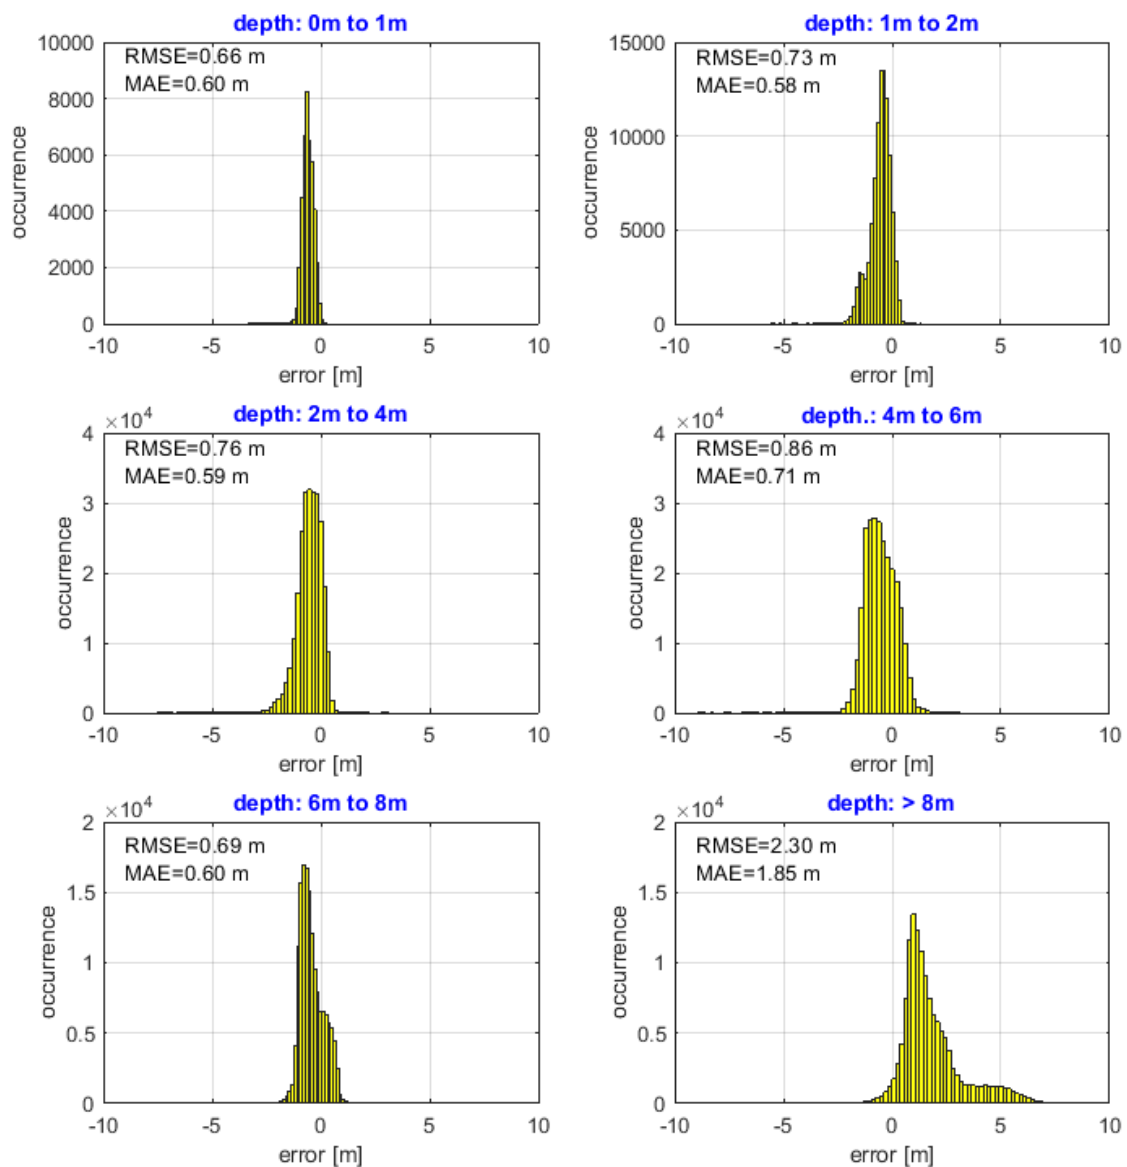 depth: 0m to 1m
RMSE=0.66 m
MAE=0.60 m
10000
8000
6000
4000
2000
0
occurrence
-10 -5 0 5 10
error [m]
depth: 1m to 2m
RMSE=0.73 m
MAE=0.58 m
15000
10000
5000
0
occurrence
-10 -5 0 5 10
error [m]
×10^4
depth: 2m to 4m
RMSE=0.76 m
MAE=0.59 m
4
3
2
1
0
occurrence
-10 -5 0 5 10
error [m]
×10^4
depth.: 4m to 6m
RMSE=0.86 m
MAE=0.71 m
4
3
2
1
0
occurrence
-10 -5 0 5 10
error [m]
×10^4
depth: 6m to 8m
RMSE=0.69 m
MAE=0.60 m
2
1.5
1
0.5
0
occurrence
-10 -5 0 5 10
error [m]
×10^4
depth: > 8m
RMSE=2.30 m
MAE=1.85 m
2
1.5
1
0.5
0
occurrence
-10 -5 0 5 10
error [m]